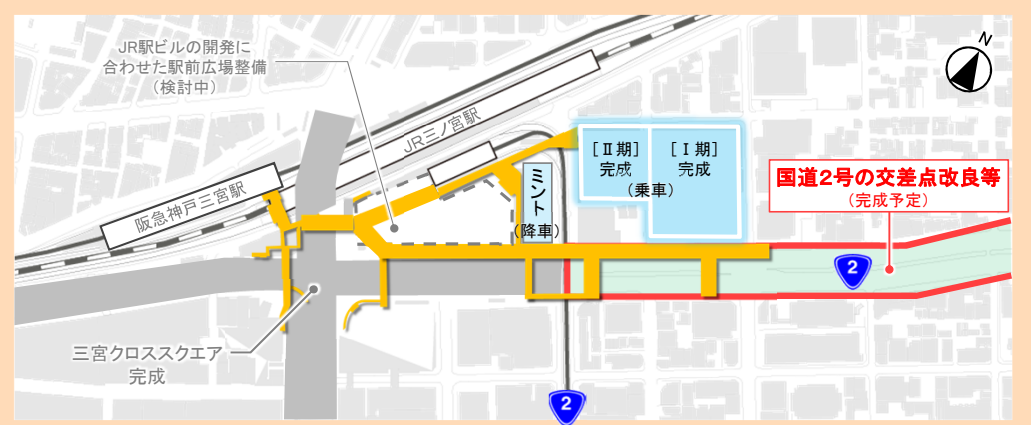 JR駅ビルの開発に
合わせた駅前広場整備
（検討中）
N
JR三ノ宮駅
阪急神戸三宮駅
［Ⅱ期］
完成
［Ⅰ期］
完成
（乗車）
ミント
（降車）
国道2号の交差点改良等
（完成予定）
2
三宮クロススクエア
完成
2